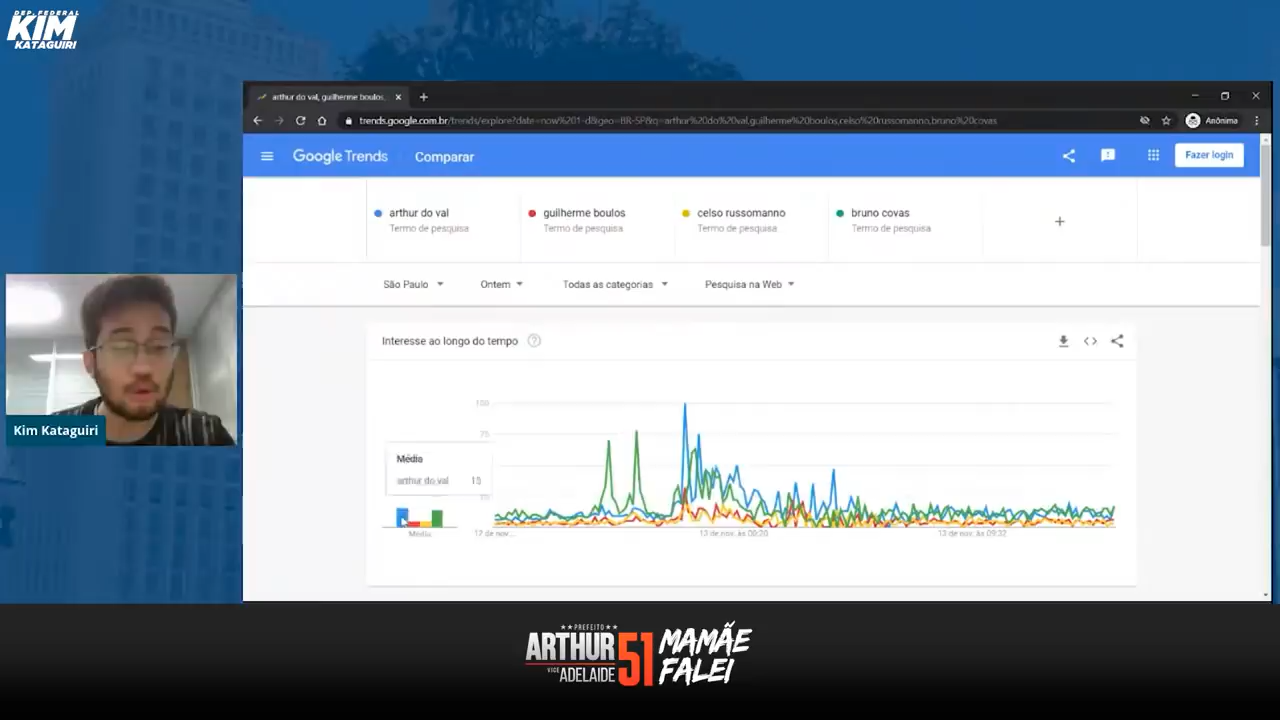 DEP. FEDERAL
KIM
KATAGUIRI
arthur do val, guilherme boulos,
trends.google.com.br/trends/explore?date=now%201-d&geo=BR-SP&q=arthur%20do%20val,guilherme%20boulos,celso%20russomanno,bruno%20covas
Anônima
Google Trends
Comparar
Fazer login
arthur do val
Termo de pesquisa
guilherme boulos
Termo de pesquisa
celso russomanno
Termo de pesquisa
bruno covas
Termo de pesquisa
São Paulo
Ontem
Todas as categorias
Pesquisa na Web
Interesse ao longo do tempo
100
75
Média
arthur do val
Média
12 de nov...
13 de nov. às 00:20
13 de nov. às 09:32
Kim Kataguiri
PREFEITO
ARTHUR 51
VICE ADELAIDE
MAMÃE
FALEI